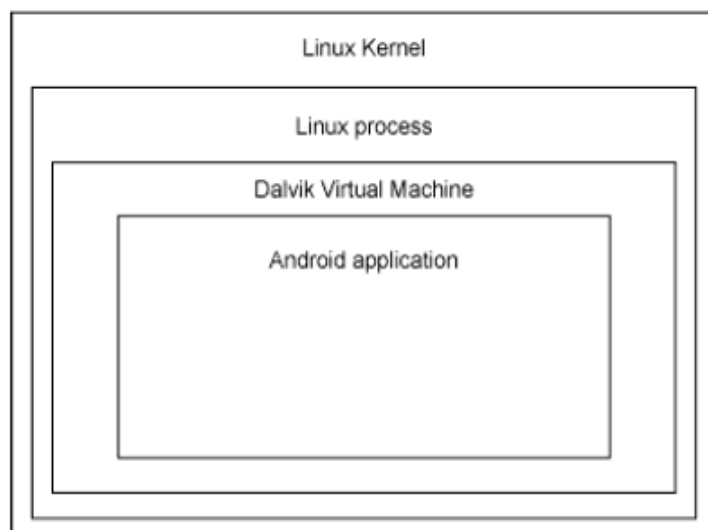 Linux Kernel
Linux process
Dalvik Virtual Machine
Android application